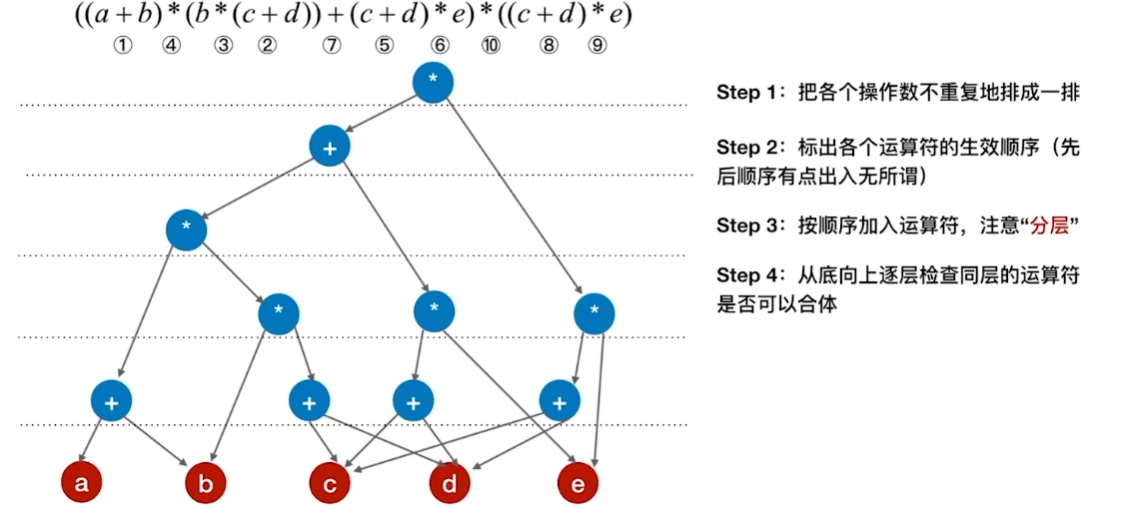 ((a+b)*(b*(c+d))+(c+d)*e)*((c+d)*e)
① ④ ③ ② ⑦ ⑤ ⑥ ⑩ ⑧ ⑨
*
+
*
* * *
+ + + +
a b c d e
Step 1：把各个操作数不重复地排成一排
Step 2：标出各个运算符的生效顺序（先
后顺序有点出入无所谓）
Step 3：按顺序加入运算符，注意“分层”
Step 4：从底向上逐层检查同层的运算符
是否可以合体